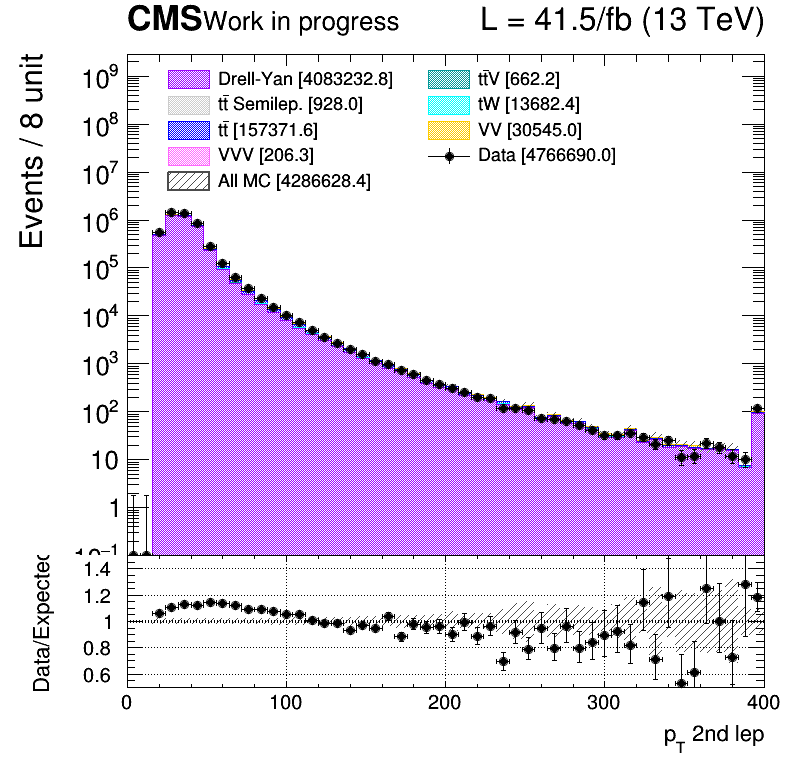 CMS Work in progress L = 41.5/fb (13 TeV)
Events / 8 unit
10⁹
10⁸
10⁷
10⁶
10⁵
10⁴
10³
10²
10
1
10⁻¹
Drell-Yan [4083232.8]
tt̄ Semilep. [928.0]
tt̄ [157371.6]
VVV [206.3]
All MC [4286628.4]
tt̄V [662.2]
tW [13682.4]
VV [30545.0]
Data [4766690.0]
Data/Expected
1.4
1.2
1
0.8
0.6
0 100 200 300 400
p_T 2nd lep